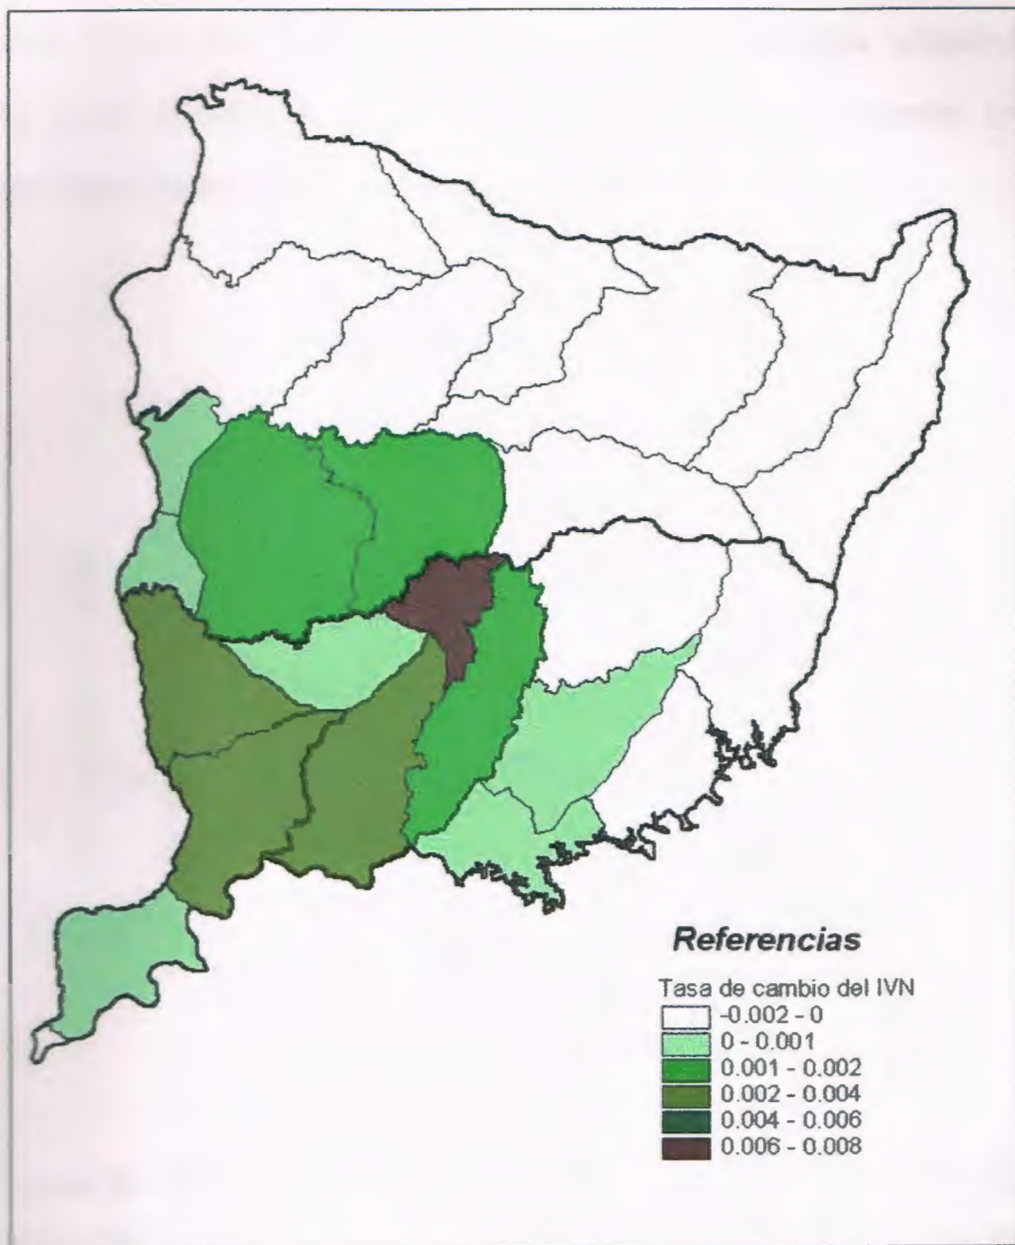 Referencias
Tasa de cambio del IVN
-0.002 - 0
0 - 0.001
0.001 - 0.002
0.002 - 0.004
0.004 - 0.006
0.006 - 0.008